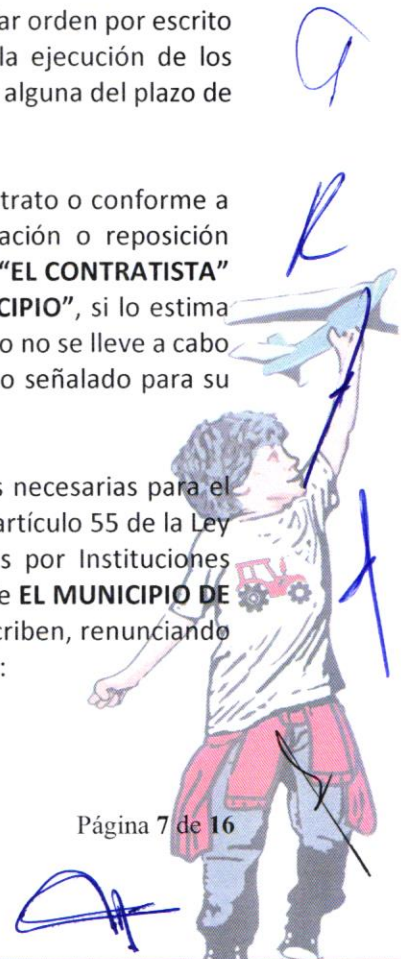 ar orden por escrito
la ejecución de los
alguna del plazo de
trato o conforme a
ación o reposición
“EL CONTRATISTA”
CIPIO”, si lo estima
o no se lleve a cabo
o señalado para su
s necesarias para el
artículo 55 de la Ley
s por Instituciones
e EL MUNICIPIO DE
criben, renunciando
:
Página 7 de 16